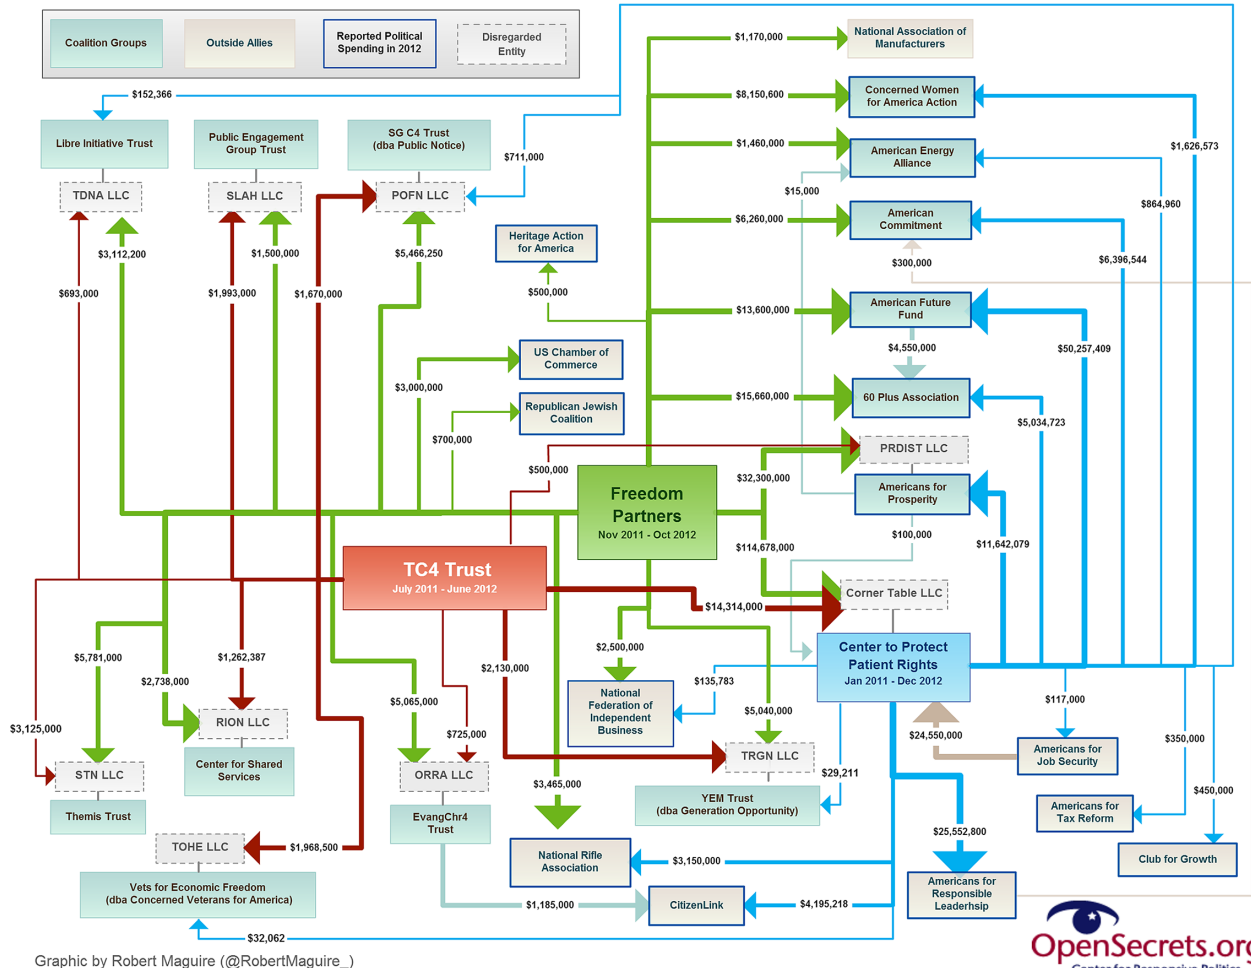 Coalition Groups
Outside Allies
Reported Political
Spending in 2012
Disregarded
Entity
$152,366
Libre Initiative Trust
Public Engagement
Group Trust
SG C4 Trust
(dba Public Notice)
$711,000
TDNA LLC
SLAH LLC
POFN LLC
$3,112,200
$1,500,000
$5,466,250
$693,000
$1,993,000
$1,670,000
Heritage Action
for America
$500,000
US Chamber of
Commerce
$3,000,000
Republican Jewish
Coalition
$700,000
$500,000
$1,170,000
National Association of
Manufacturers
$8,150,600
Concerned Women
for America Action
$1,460,000
American Energy
Alliance
$1,626,573
$15,000
$864,960
$6,260,000
American
Commitment
$6,396,544
$300,000
$13,600,000
American Future
Fund
$4,550,000
$50,257,409
$15,660,000
60 Plus Association
$5,034,723
PRDIST LLC
$32,300,000
Americans for
Prosperity
$100,000
$11,642,079
Freedom
Partners
Nov 2011 - Oct 2012
$114,678,000
TC4 Trust
July 2011 - June 2012
$14,314,000
Corner Table LLC
Center to Protect
Patient Rights
Jan 2011 - Dec 2012
$5,781,000
$1,262,387
$2,738,000
$2,130,000
$2,500,000
$135,783
$3,125,000
$5,065,000
$725,000
$5,040,000
National
Federation of
Independent
Business
$117,000
$24,550,000
$350,000
$450,000
RION LLC
Center for Shared
Services
STN LLC
Themis Trust
ORRA LLC
EvangChr4
Trust
$3,465,000
TRGN LLC
$29,211
YEM Trust
(dba Generation Opportunity)
Americans for
Job Security
Americans for
Tax Reform
Club for Growth
TOHE LLC
$1,968,500
Vets for Economic Freedom
(dba Concerned Veterans for America)
$32,062
National Rifle
Association
$3,150,000
$25,552,800
$1,185,000
CitizenLink
$4,195,218
Americans for
Responsible
Leaderhsip
Graphic by Robert Maguire (@RobertMaguire_)
OpenSecrets.org